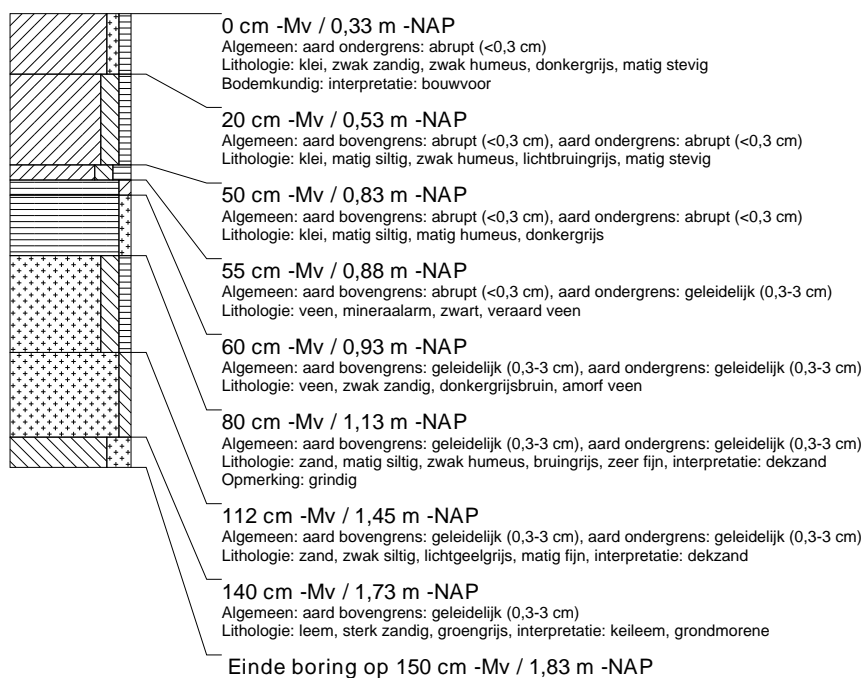 0 cm -Mv / 0,33 m -NAP
Algemeen: aard ondergrens: abrupt (<0,3 cm)
Lithologie: klei, zwak zandig, zwak humeus, donkergrijs, matig stevig
Bodemkundig: interpretatie: bouwvoor
20 cm -Mv / 0,53 m -NAP
Algemeen: aard bovengrens: abrupt (<0,3 cm), aard ondergrens: abrupt (<0,3 cm)
Lithologie: klei, matig siltig, zwak humeus, lichtbruingrijs, matig stevig
50 cm -Mv / 0,83 m -NAP
Algemeen: aard bovengrens: abrupt (<0,3 cm), aard ondergrens: abrupt (<0,3 cm)
Lithologie: klei, matig siltig, matig humeus, donkergrijs
55 cm -Mv / 0,88 m -NAP
Algemeen: aard bovengrens: abrupt (<0,3 cm), aard ondergrens: geleidelijk (0,3-3 cm)
Lithologie: veen, mineraalarm, zwart, veraard veen
60 cm -Mv / 0,93 m -NAP
Algemeen: aard bovengrens: geleidelijk (0,3-3 cm), aard ondergrens: geleidelijk (0,3-3 cm)
Lithologie: veen, zwak zandig, donkergrijsbruin, amorf veen
80 cm -Mv / 1,13 m -NAP
Algemeen: aard bovengrens: geleidelijk (0,3-3 cm), aard ondergrens: geleidelijk (0,3-3 cm)
Lithologie: zand, matig siltig, zwak humeus, bruingrijs, zeer fijn, interpretatie: dekzand
Opmerking: grindig
112 cm -Mv / 1,45 m -NAP
Algemeen: aard bovengrens: geleidelijk (0,3-3 cm), aard ondergrens: geleidelijk (0,3-3 cm)
Lithologie: zand, zwak siltig, lichtgeelgrijs, matig fijn, interpretatie: dekzand
140 cm -Mv / 1,73 m -NAP
Algemeen: aard bovengrens: geleidelijk (0,3-3 cm)
Lithologie: leem, sterk zandig, groengrijs, interpretatie: keileem, grondmorene
Einde boring op 150 cm -Mv / 1,83 m -NAP